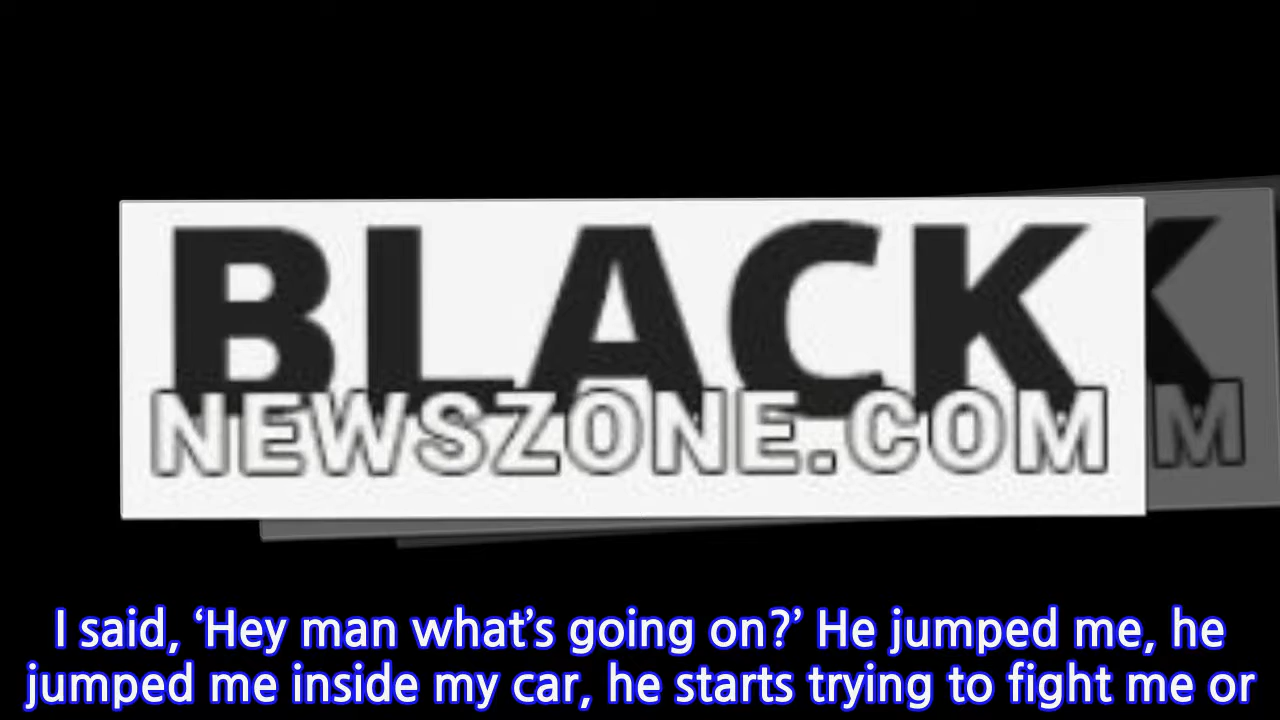 BLACK
NEWSZONE.COM
K
M
I said, ‘Hey man what’s going on?’ He jumped me, he
jumped me inside my car, he starts trying to fight me or